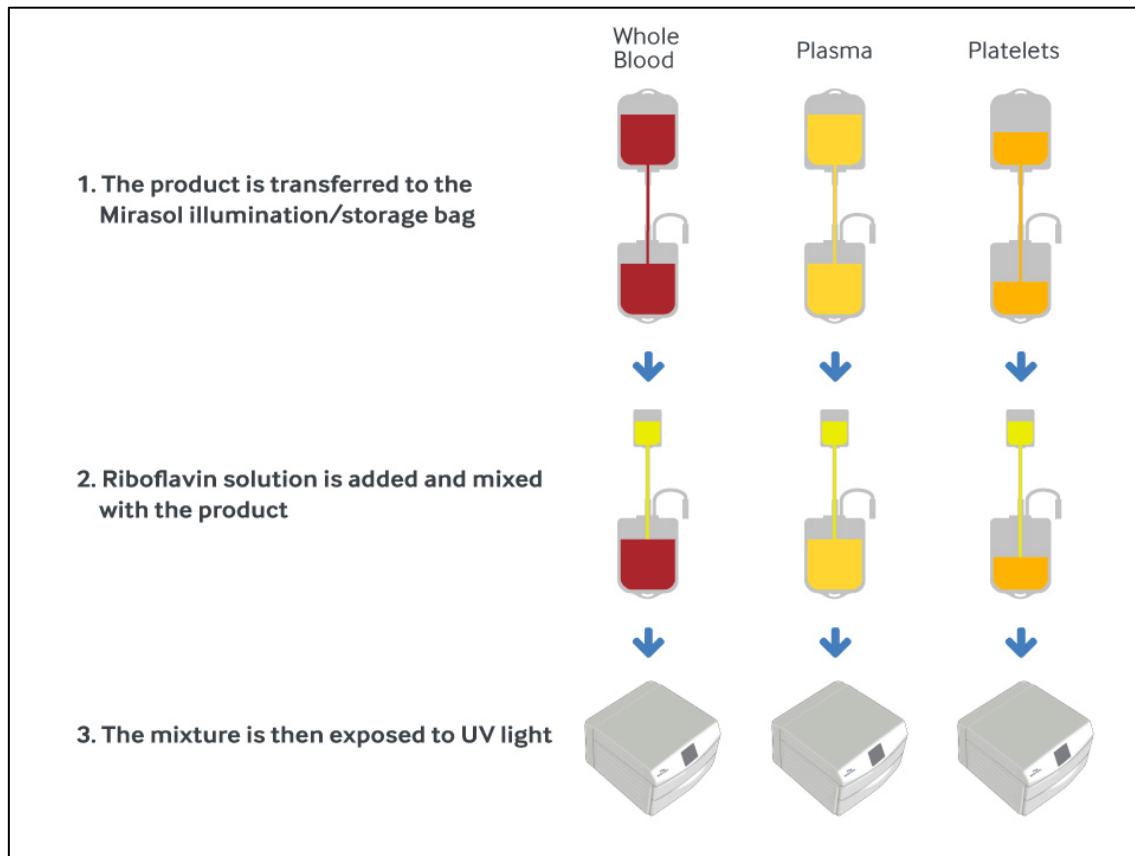 Whole
Blood
Plasma
Platelets
1. The product is transferred to the
Mirasol illumination/storage bag
2. Riboflavin solution is added and mixed
with the product
3. The mixture is then exposed to UV light